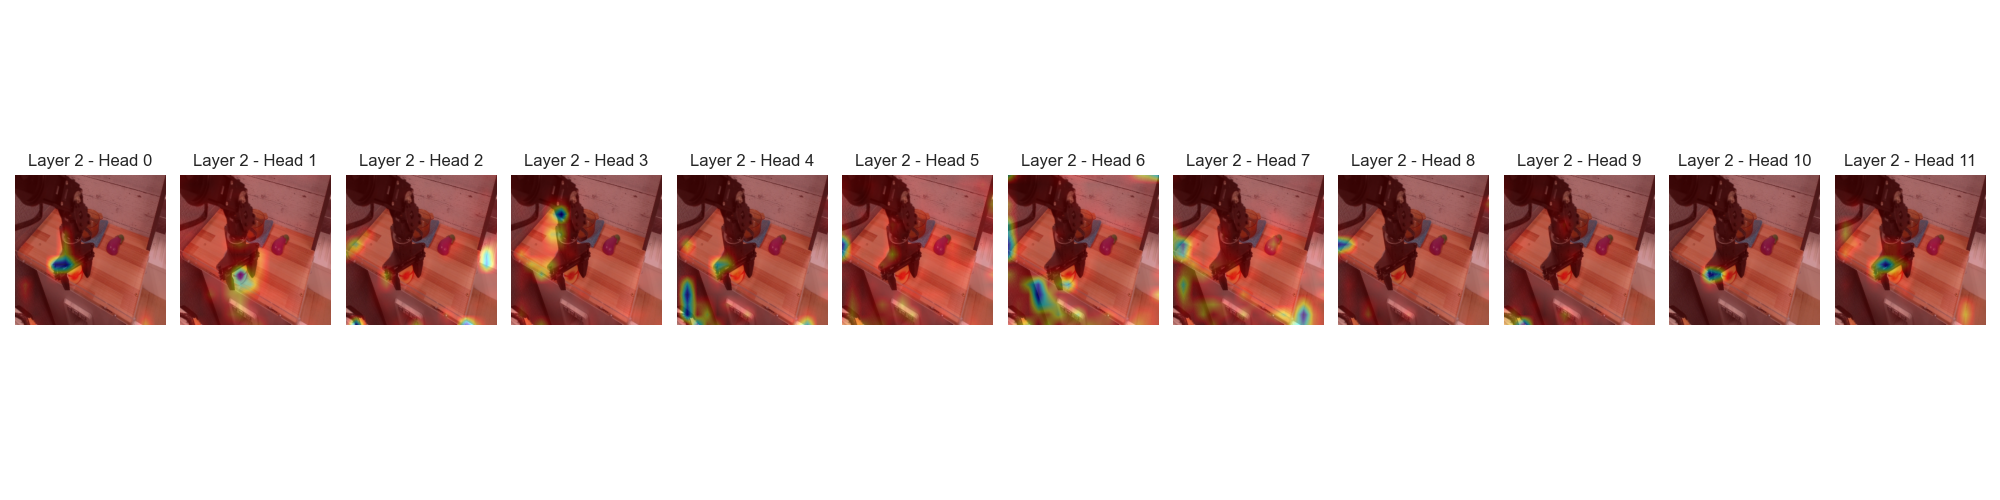 Layer 2 - Head 0
Layer 2 - Head 1
Layer 2 - Head 2
Layer 2 - Head 3
Layer 2 - Head 4
Layer 2 - Head 5
Layer 2 - Head 6
Layer 2 - Head 7
Layer 2 - Head 8
Layer 2 - Head 9
Layer 2 - Head 10
Layer 2 - Head 11